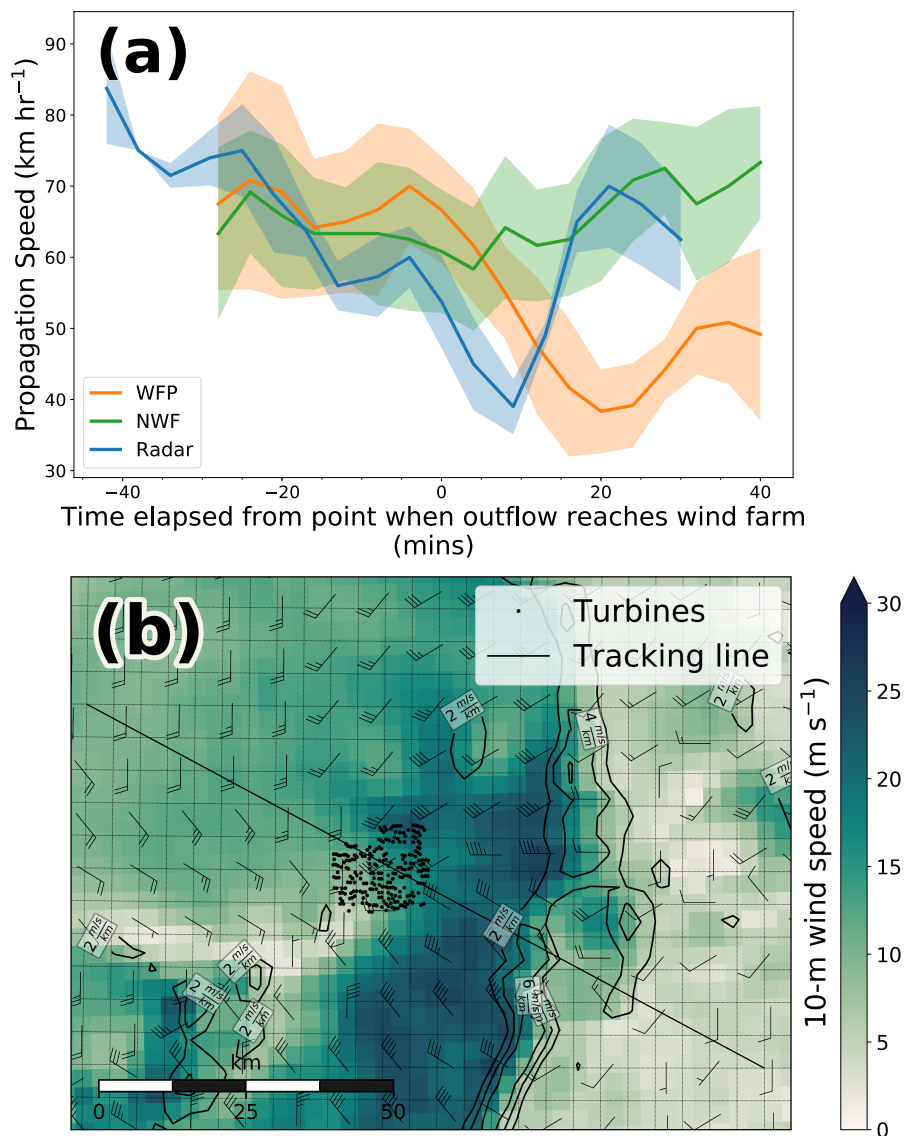 (a)
Propagation Speed (km hr⁻¹)
90
80
70
60
50
40
30
WFP
NWF
Radar
−40
−20
0
20
40
Time elapsed from point when outflow reaches wind farm
(mins)
(b)
Turbines
Tracking line
2 m/s/km
4 m/s/km
2 m/s/km
2 m/s/km
2 m/s/km
2 m/s/km
2 m/s/km
2 m/s/km
2 m/s/km
km
0
25
50
10-m wind speed (m s⁻¹)
30
25
20
15
10
5
0